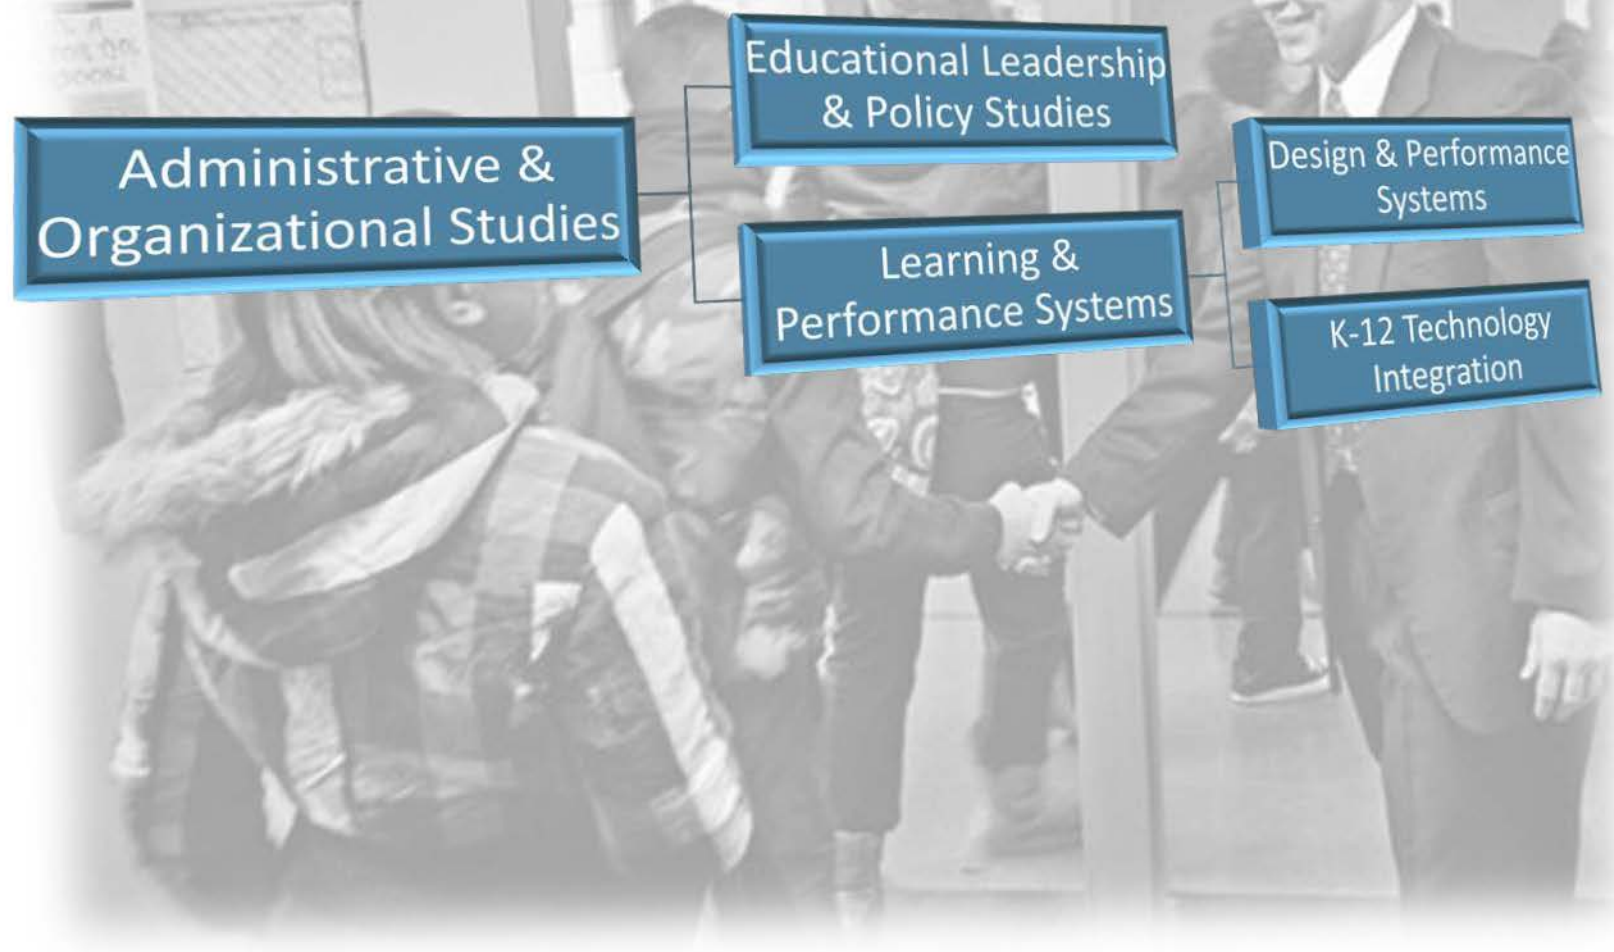 Administrative &
Organizational Studies
Educational Leadership
& Policy Studies
Learning &
Performance Systems
Design & Performance
Systems
K-12 Technology
Integration